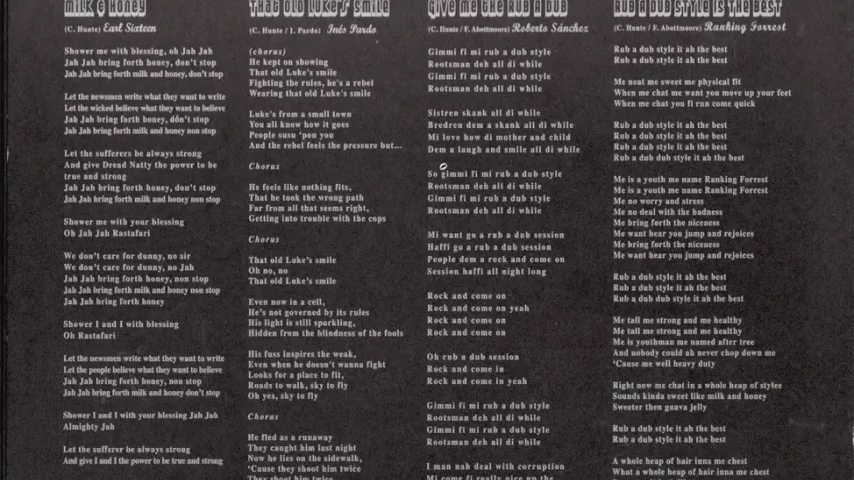 MILK & HONEY
(C. Hunte) Earl Sixteen
Shower me with blessing, oh Jah Jah
Jah Jah bring forth honey, don't stop
Jah Jah bring forth milk and honey, don't stop
Let the newsmen write what they want to write
Let the wicked believe what they want to believe
Jah Jah bring forth honey, don't stop
Jah Jah bring forth milk and honey non stop
Let the sufferers be always strong
And give Dread Natty the power to be
true and strong
Jah Jah bring forth honey, don't stop
Jah Jah bring forth milk and honey non stop
Shower me with your blessing
Oh Jah Jah Rastafari
We don't care for dunny, no sir
We don't care for dunny, no Jah
Jah Jah bring forth honey, non stop
Jah Jah bring forth milk and honey non stop
Jah Jah bring forth honey
Shower I and I with blessing
Oh Rastafari
Let the newsmen write what they want to write
Let the people believe what they want to believe
Jah Jah bring forth honey, non stop
Jah Jah bring forth milk and honey don't stop
Shower I and I with your blessing Jah Jah
Almighty Jah
Let the sufferer be always strong
And give I and I the power to be true and strong
THAT OLD LUKE'S SMILE
(C. Hunte / I. Pardo) Inés Pardo
(chorus)
He kept on showing
That old Luke's smile
Fighting the rules, he's a rebel
Wearing that old Luke's smile
Luke's from a small town
You all know how it goes
People susu 'pon you
And the rebel feels the pressure but...
Chorus
He feels like nothing fits,
That he took the wrong path
Far from all that seems right,
Getting into trouble with the cops
Chorus
That old Luke's smile
Oh no, no
That old Luke's smile
Even now in a cell,
He's not governed by its rules
His light is still sparkling,
Hidden from the blindness of the fools
His fuss inspires the weak,
Even when he doesn't wanna fight
Looks for a place to fit,
Roads to walk, sky to fly
Oh yes, sky to fly
Chorus
He fled as a runaway
They caught him last night
Now he lies on the sidewalk,
'Cause they shoot him twice
They shoot him twice
GIVE ME THE RUB A DUB
(C. Hunte / F. Abottmoore) Roberto Sánchez
Gimmi fi mi rub a dub style
Rootsman deh all di while
Gimmi fi mi rub a dub style
Rootsman deh all di while
Sistren skank all di while
Bredren dem a skank all di while
Mi love how di mother and child
Dem a laugh and smile all di while
So gimmi fi mi rub a dub style
Rootsman deh all di while
Gimmi fi mi rub a dub style
Rootsman deh all di while
Mi want go a rub a dub session
Haffi go a rub a dub session
People dem a rock and come on
Session haffi all night long
Rock and come on
Rock and come on yeah
Rock and come on
Rock and come on
Oh rub a dub session
Rock and come in
Rock and come in yeah
Gimmi fi mi rub a dub style
Rootsman deh all di while
Gimmi fi mi rub a dub style
Rootsman deh all di while
I man nah deal with corruption
Mi come fi really nice up the
RUB A DUB STYLE IS THE BEST
(C. Hunte / F. Abottmoore) Ranking Forrest
Rub a dub style it ah the best
Rub a dub style it ah the best
Me neat me sweet me physical fit
When me chat me want you move up your feet
When me chat you fi run come quick
Rub a dub style it ah the best
Rub a dub style it ah the best
Rub a dub style it ah the best
Rub a dub dub style it ah the best
Me is a youth me name Ranking Forrest
Me is a youth me name Ranking Forrest
Me no worry and stress
Me no deal with the badness
Me bring forth the niceness
Me want hear you jump and rejoices
Me bring forth the niceness
Me want hear you jump and rejoices
Rub a dub style it ah the best
Rub a dub style it ah the best
Rub a dub dub style it ah the best
Me tall me strong and me healthy
Me tall me strong and me healthy
Me is youthman me named after tree
And nobody could ah never chop down me
'Cause me well heavy duty
Right now me chat in a whole heap of stylee
Sounds kinda sweet like milk and honey
Sweeter then guava jelly
Rub a dub style it ah the best
Rub a dub style it ah the best
A whole heap of hair inna me chest
What a whole heap of hair inna me chest